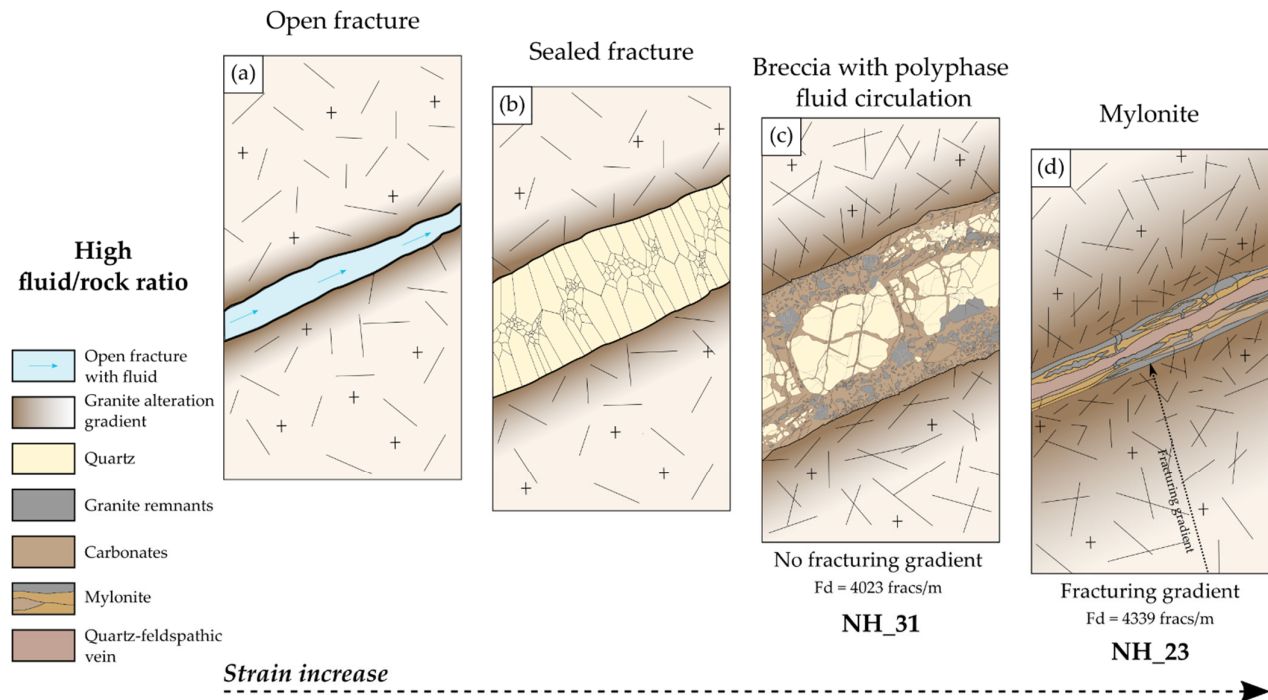 Open fracture
(a)
Sealed fracture
(b)
Breccia with polyphase
fluid circulation
(c)
Mylonite
(d)
High
fluid/rock ratio
Open fracture
with fluid
Granite alteration
gradient
Quartz
Granite remnants
Carbonates
Mylonite
Quartz-feldspathic
vein
No fracturing gradient
Fd = 4023 fracs/m
NH_31
Fracturing gradient
Fracturing gradient
Fd = 4339 fracs/m
NH_23
Strain increase